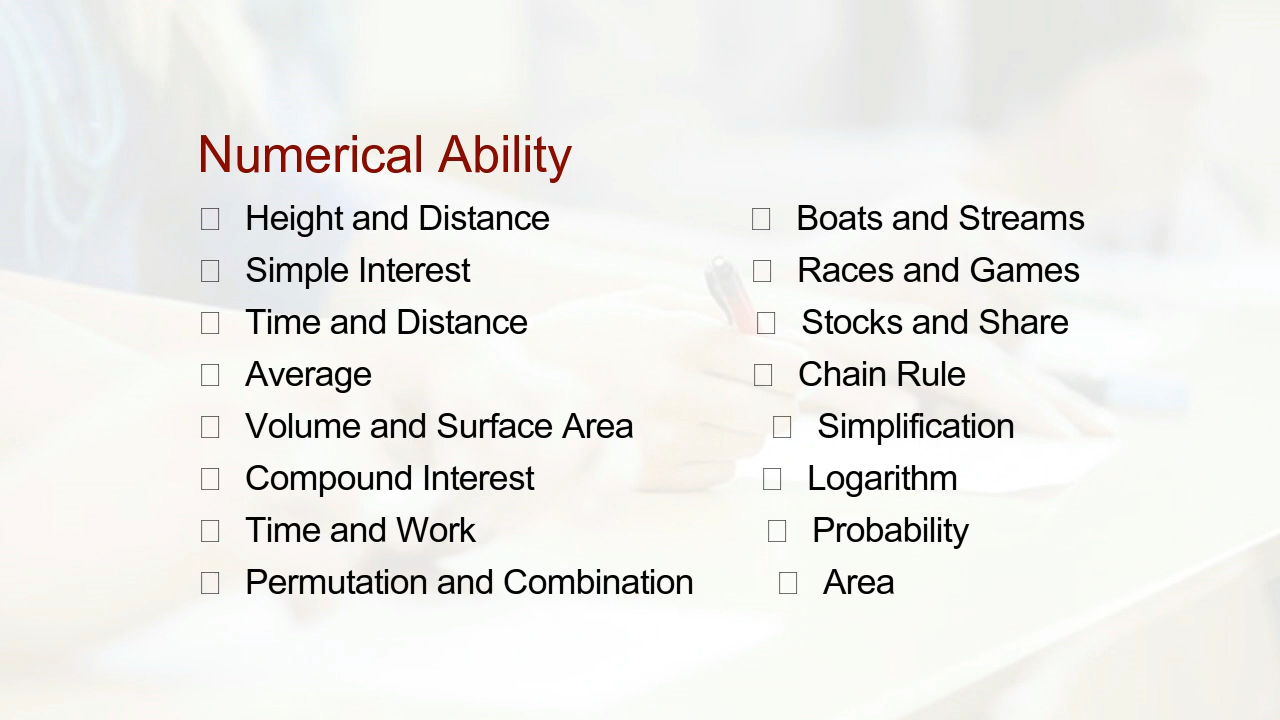 Numerical Ability
Height and Distance Boats and Streams
Simple Interest Races and Games
Time and Distance Stocks and Share
Average Chain Rule
Volume and Surface Area Simplification
Compound Interest Logarithm
Time and Work Probability
Permutation and Combination Area